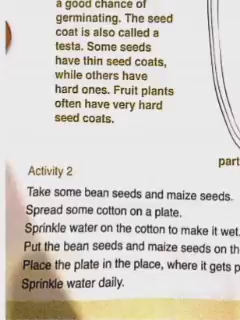 a good chance of
germinating. The seed
coat is also called a
testa. Some seeds
have thin seed coats,
while others have
hard ones. Fruit plants
often have very hard
seed coats.
part
Activity 2
Take some bean seeds and maize seeds.
Spread some cotton on a plate.
Sprinkle water on the cotton to make it wet.
Put the bean seeds and maize seeds on th
Place the plate in the place, where it gets p
Sprinkle water daily.